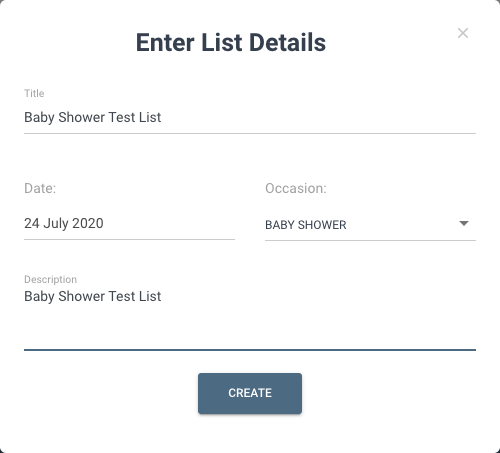 Enter List Details
Title
Baby Shower Test List
Date:
Occasion:
24 July 2020
BABY SHOWER
Description
Baby Shower Test List
CREATE